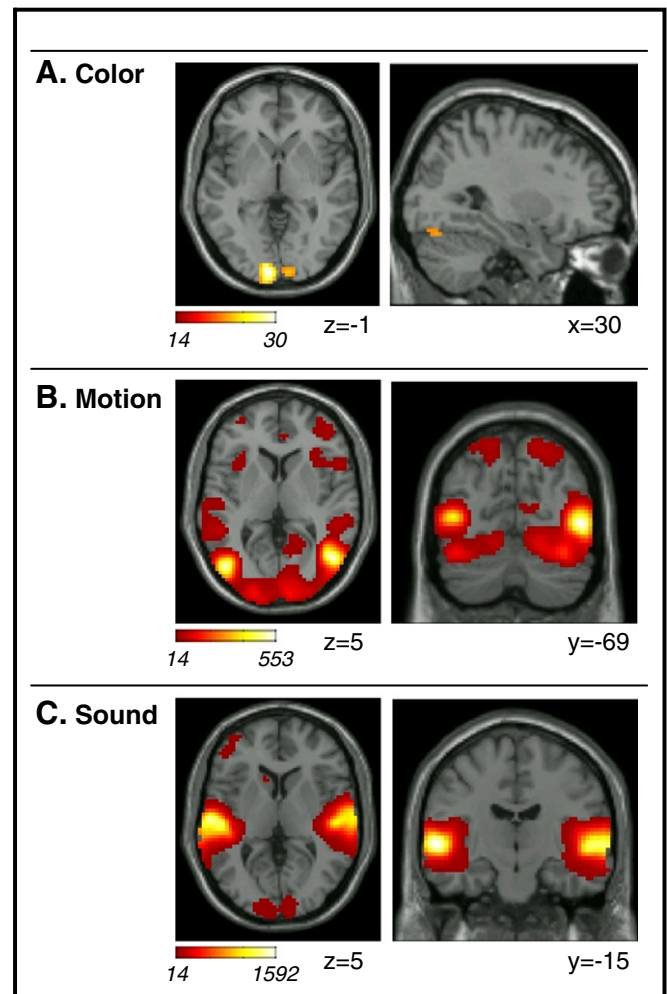 A. Color
z=-1
x=30
14 30
B. Motion
z=5
y=-69
14 553
C. Sound
z=5
y=-15
14 1592